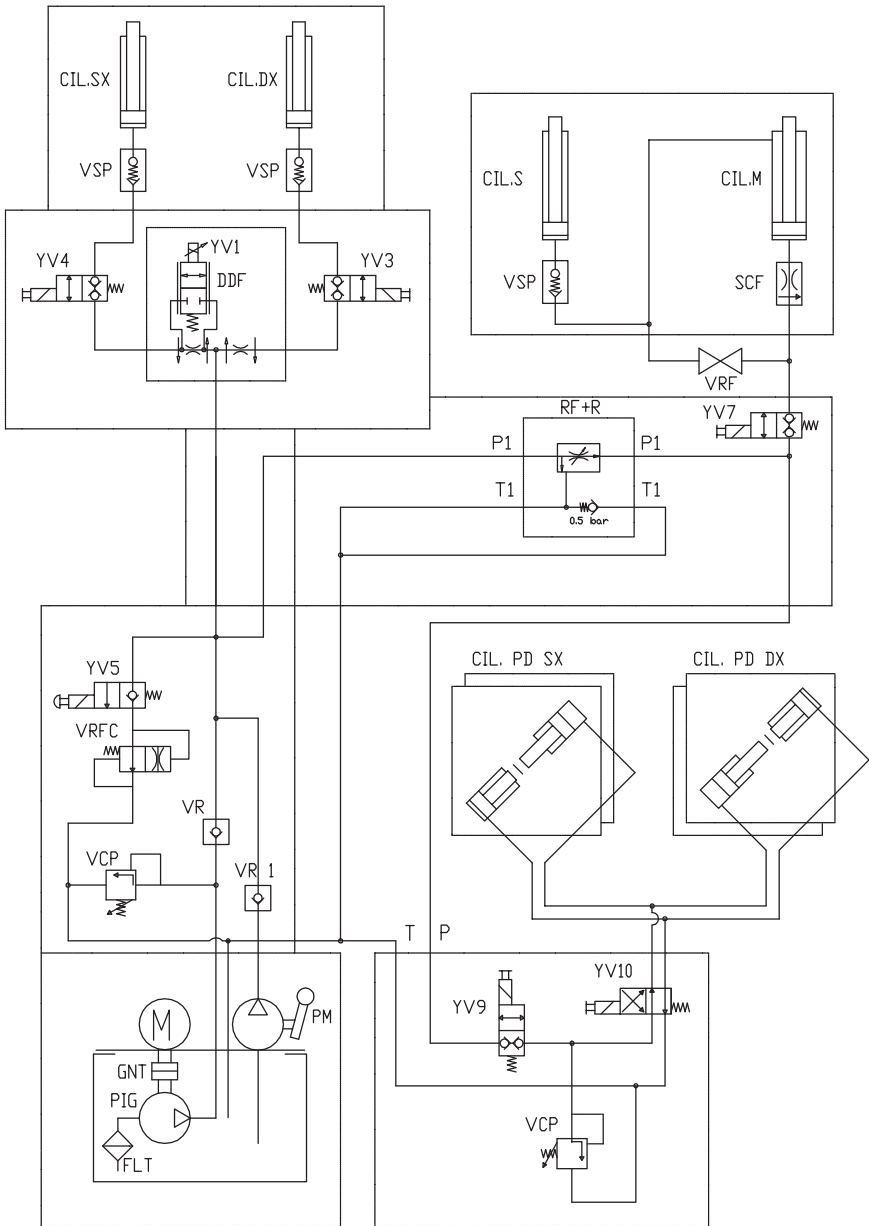 CIL.SX
CIL.DX
VSP
VSP
CIL.S
CIL.M
VSP
SCF
YV4
YV1
DDF
YV3
VRF
YV7
RF+R
P1
P1
T1
T1
0.5 bar
YV5
VRFC
VR
VCP
VR 1
CIL. PD SX
CIL. PD DX
T
P
YV9
YV10
M
PM
GNT
PIG
FLT
VCP